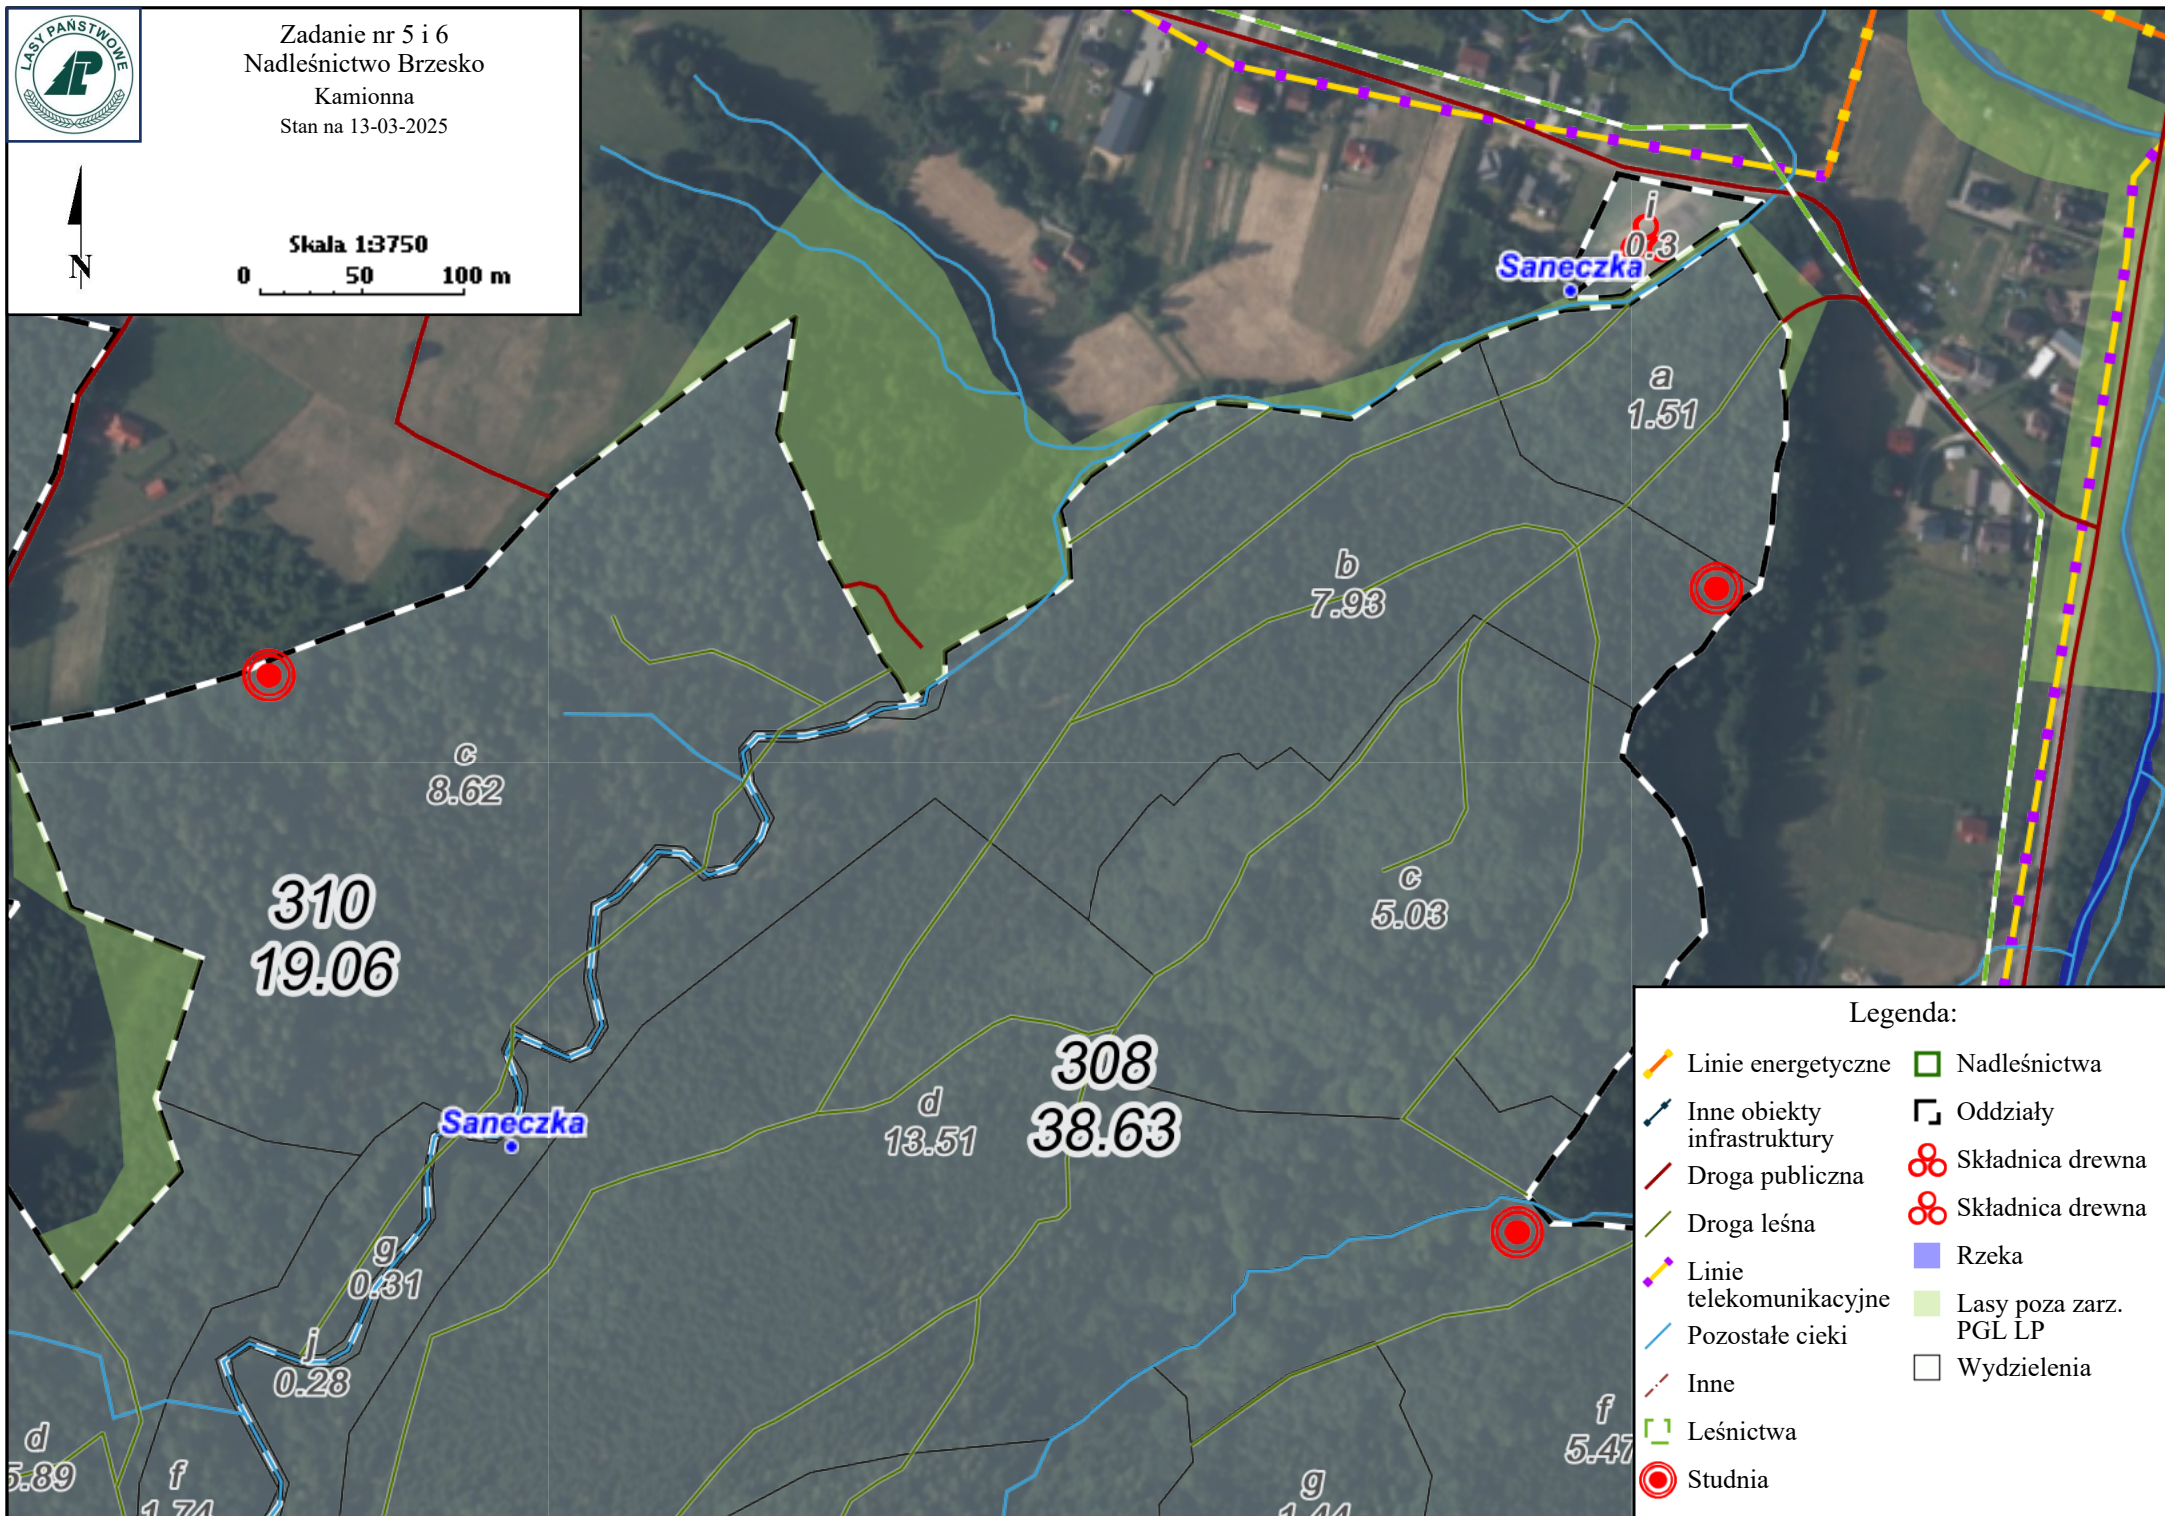 LASY PAŃSTWOWE
Zadanie nr 5 i 6
Nadleśnictwo Brzesko
Kamionna
Stan na 13-03-2025
N
Skala 1:3750
0 50 100 m
i
0.3
Saneczka
a
1.51
b
7.93
c
8.62
c
5.03
310
19.06
308
38.63
d
13.51
Saneczka
g
0.31
j
0.28
d
5.89
f
1.74
f
5.47
g
1.44
Legenda:
Linie energetyczne
Inne obiekty
infrastruktury
Droga publiczna
Droga leśna
Linie
telekomunikacyjne
Pozostałe cieki
Inne
Leśnictwa
Studnia
Nadleśnictwa
Oddziały
Składnica drewna
Składnica drewna
Rzeka
Lasy poza zarz.
PGL LP
Wydzielenia